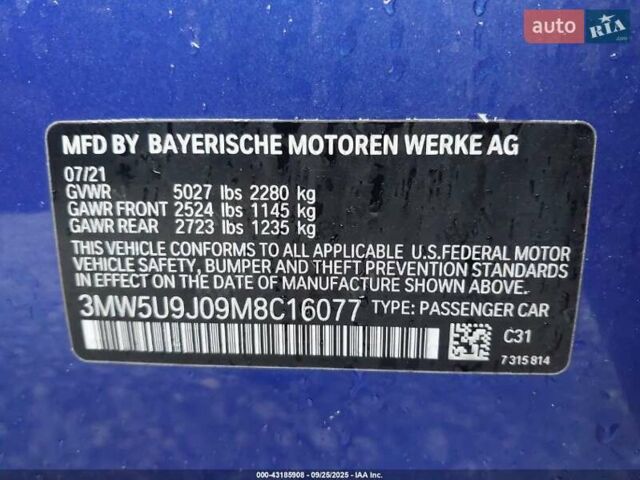 auto RIA
.com
MFD BY BAYERISCHE MOTOREN WERKE AG
07/21
GVWR 5027 lbs 2280 kg
GAWR FRONT 2524 lbs 1145 kg
GAWR REAR 2723 lbs 1235 kg
THIS VEHICLE CONFORMS TO ALL APPLICABLE U.S.FEDERAL MOTOR
VEHICLE SAFETY, BUMPER AND THEFT PREVENTION STANDARDS
IN EFFECT ON THE DATE OF MANUFACTURE SHOWN ABOVE.
3MW5U9J09M8C16077 TYPE: PASSENGER CAR
C31
7 315 814
000-43185908 - 09/25/2025 - IAA Inc.